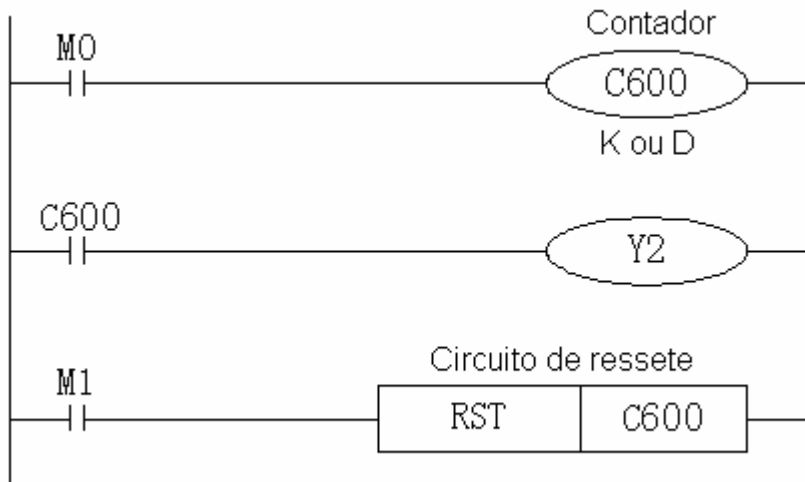 Contador
M0
C600
K ou D
C600
Y2
Circuito de ressete
M1
RST
C600